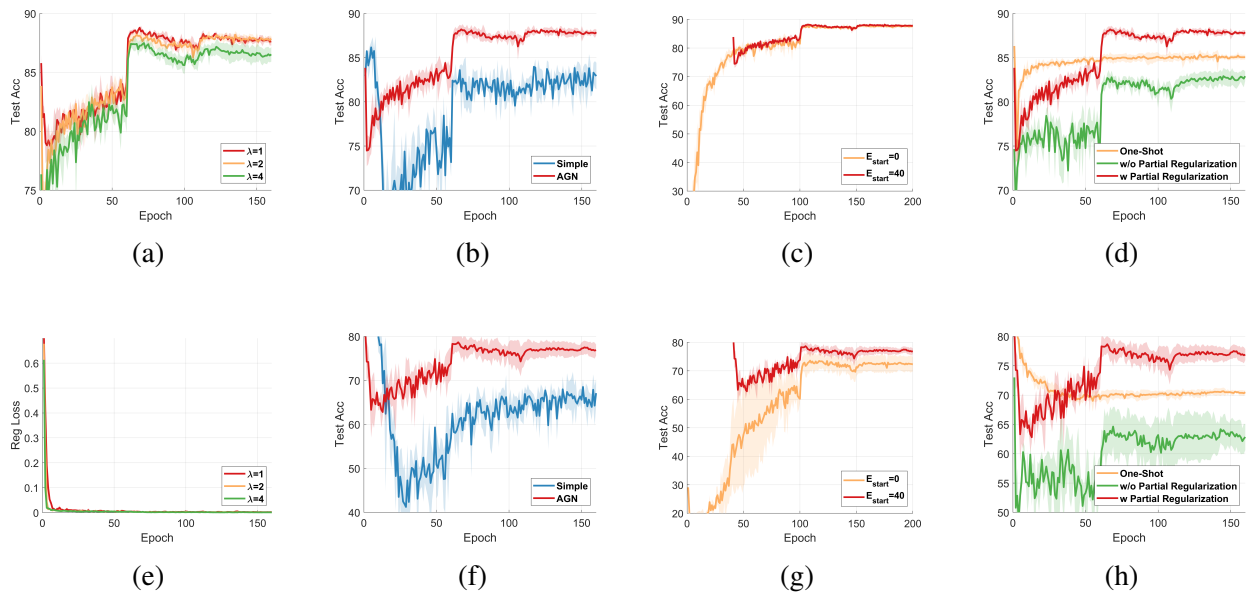 90
85
80
75
0
50
100
150
Test Acc
Epoch
λ=1
λ=2
λ=4
(a)
90
85
80
75
70
0
50
100
150
Test Acc
Epoch
Simple
AGN
(b)
90
80
70
60
50
40
30
0
50
100
150
200
Test Acc
Epoch
E_start=0
E_start=40
(c)
90
85
80
75
70
0
50
100
150
Test Acc
Epoch
One-Shot
w/o Partial Regularization
w Partial Regularization
(d)
0.6
0.5
0.4
0.3
0.2
0.1
0
0
50
100
150
Reg Loss
Epoch
λ=1
λ=2
λ=4
(e)
80
70
60
50
40
0
50
100
150
Test Acc
Epoch
Simple
AGN
(f)
80
70
60
50
40
30
20
0
50
100
150
200
Test Acc
Epoch
E_start=0
E_start=40
(g)
80
75
70
65
60
55
50
0
50
100
150
Test Acc
Epoch
One-Shot
w/o Partial Regularization
w Partial Regularization
(h)